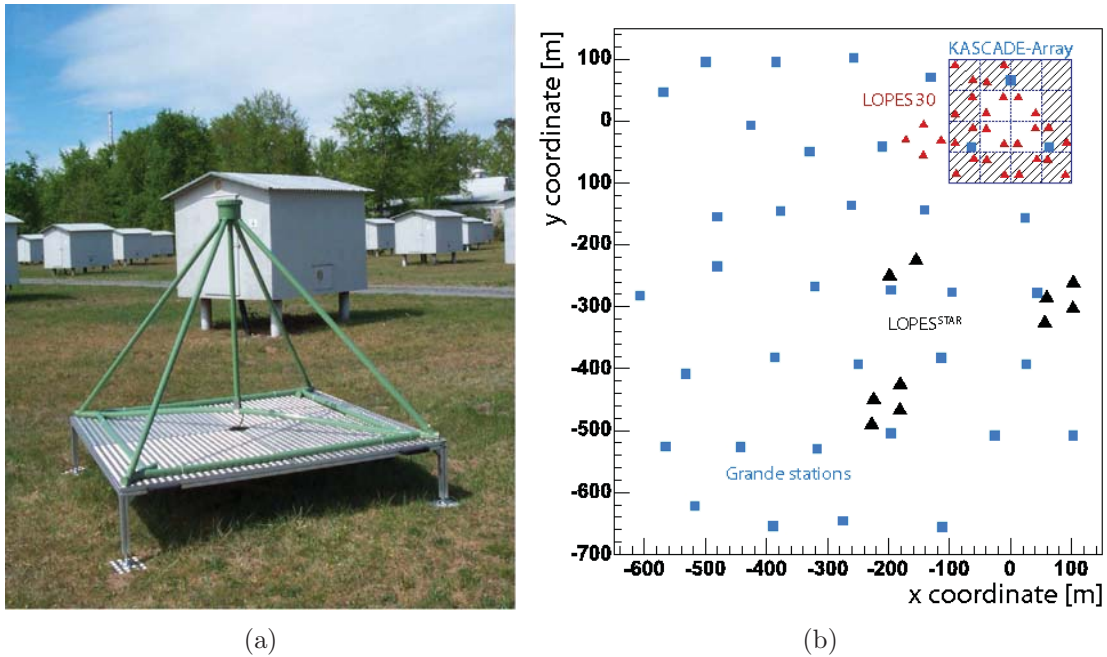 100
0
100
-200
-300
-400
-500
-600
-700
y coordinate [m]
KASCADE-Array
LOPES 30
LOPES^STAR
Grande stations
-600 -500 -400 -300 -200 -100 0 100
x coordinate [m]
(a)
(b)